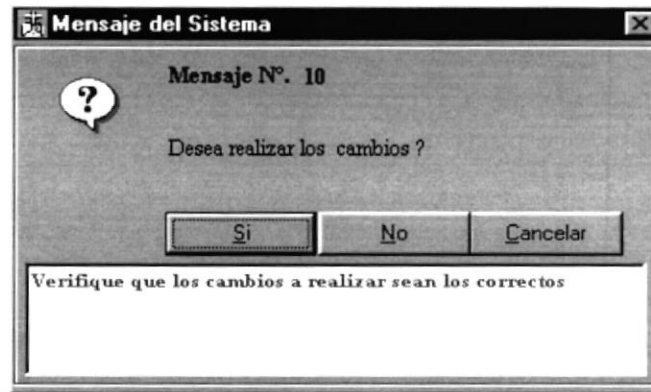 Mensaje del Sistema
Mensaje Nº. 10
?
Desea realizar los cambios ?
Si No Cancelar
Verifique que los cambios a realizar sean los correctos